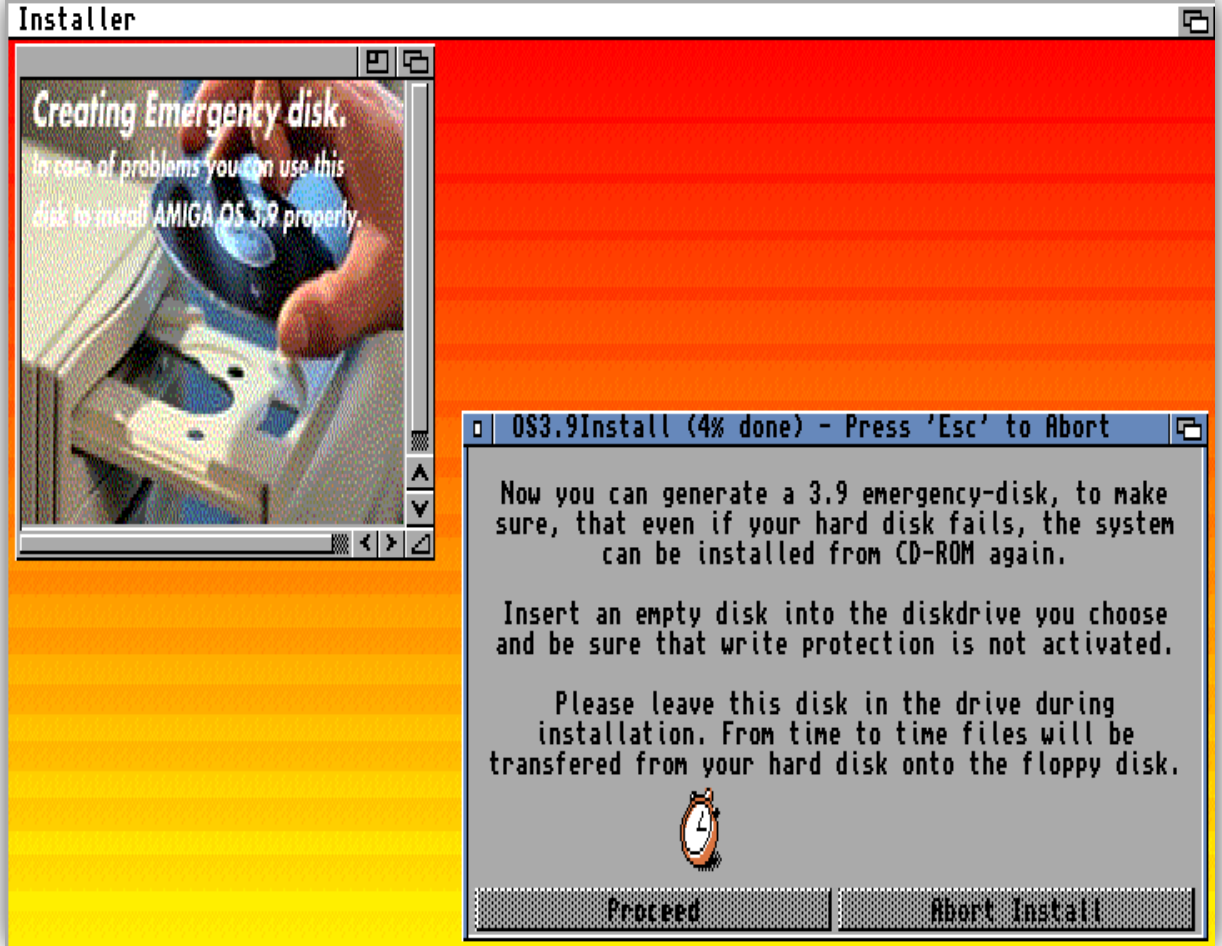 Installer
Creating Emergency disk.
In case of problems you can use this
disk to install AMIGA OS 3.9 properly.
OS3.9Install (4% done) - Press 'Esc' to Abort
Now you can generate a 3.9 emergency-disk, to make
sure, that even if your hard disk fails, the system
can be installed from CD-ROM again.
Insert an empty disk into the diskdrive you choose
and be sure that write protection is not activated.
Please leave this disk in the drive during
installation. From time to time files will be
transfered from your hard disk onto the floppy disk.
Proceed
Abort Install